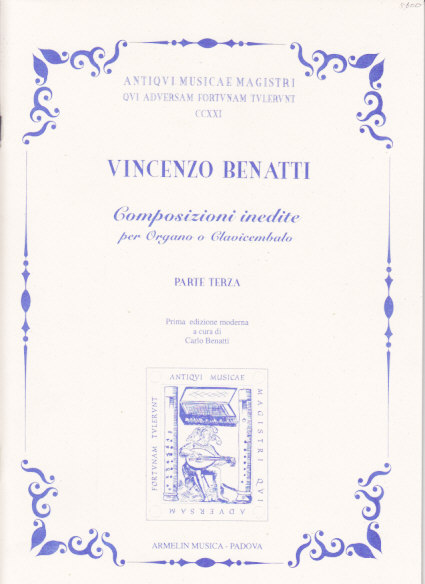 ANTIQVI MUSICAE MAGISTRI
QVI ADVERSAM FORTVNAM TVLERVNT
CCXXI
VINCENZO BENATTI
Composizioni inedite
per Organo o Clavicembalo
PARTE TERZA
Prima edizione moderna
a cura di
Carlo Benatti
ANTIQVI MUSICAE
MAGISTRI QVI
ADVERSAM
FORTVNAM TVLERVNT
ARMELIN MUSICA - PADOVA